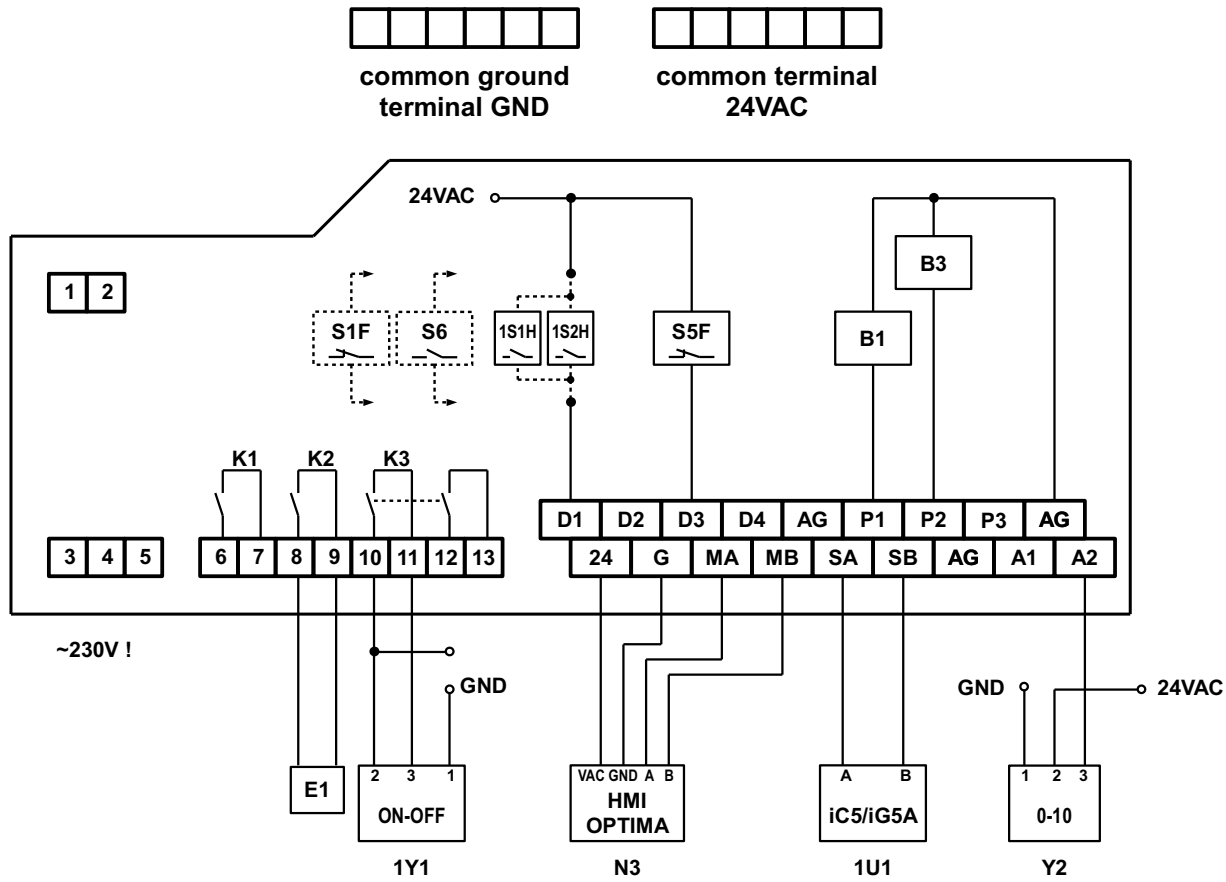 common ground
terminal GND
common terminal
24VAC
24VAC
B3
1 2
S1F
S6
1S1H
1S2H
S5F
B1
K1
K2
K3
D1 D2 D3 D4 AG P1 P2 P3 AG
3 4 5
6 7 8 9 10 11 12 13
24 G MA MB SA SB AG A1 A2
~230V !
GND
GND
24VAC
E1
2 3 1
ON-OFF
1Y1
VAC GND A B
HMI
OPTIMA
N3
A B
iC5/iG5A
1U1
1 2 3
0-10
Y2